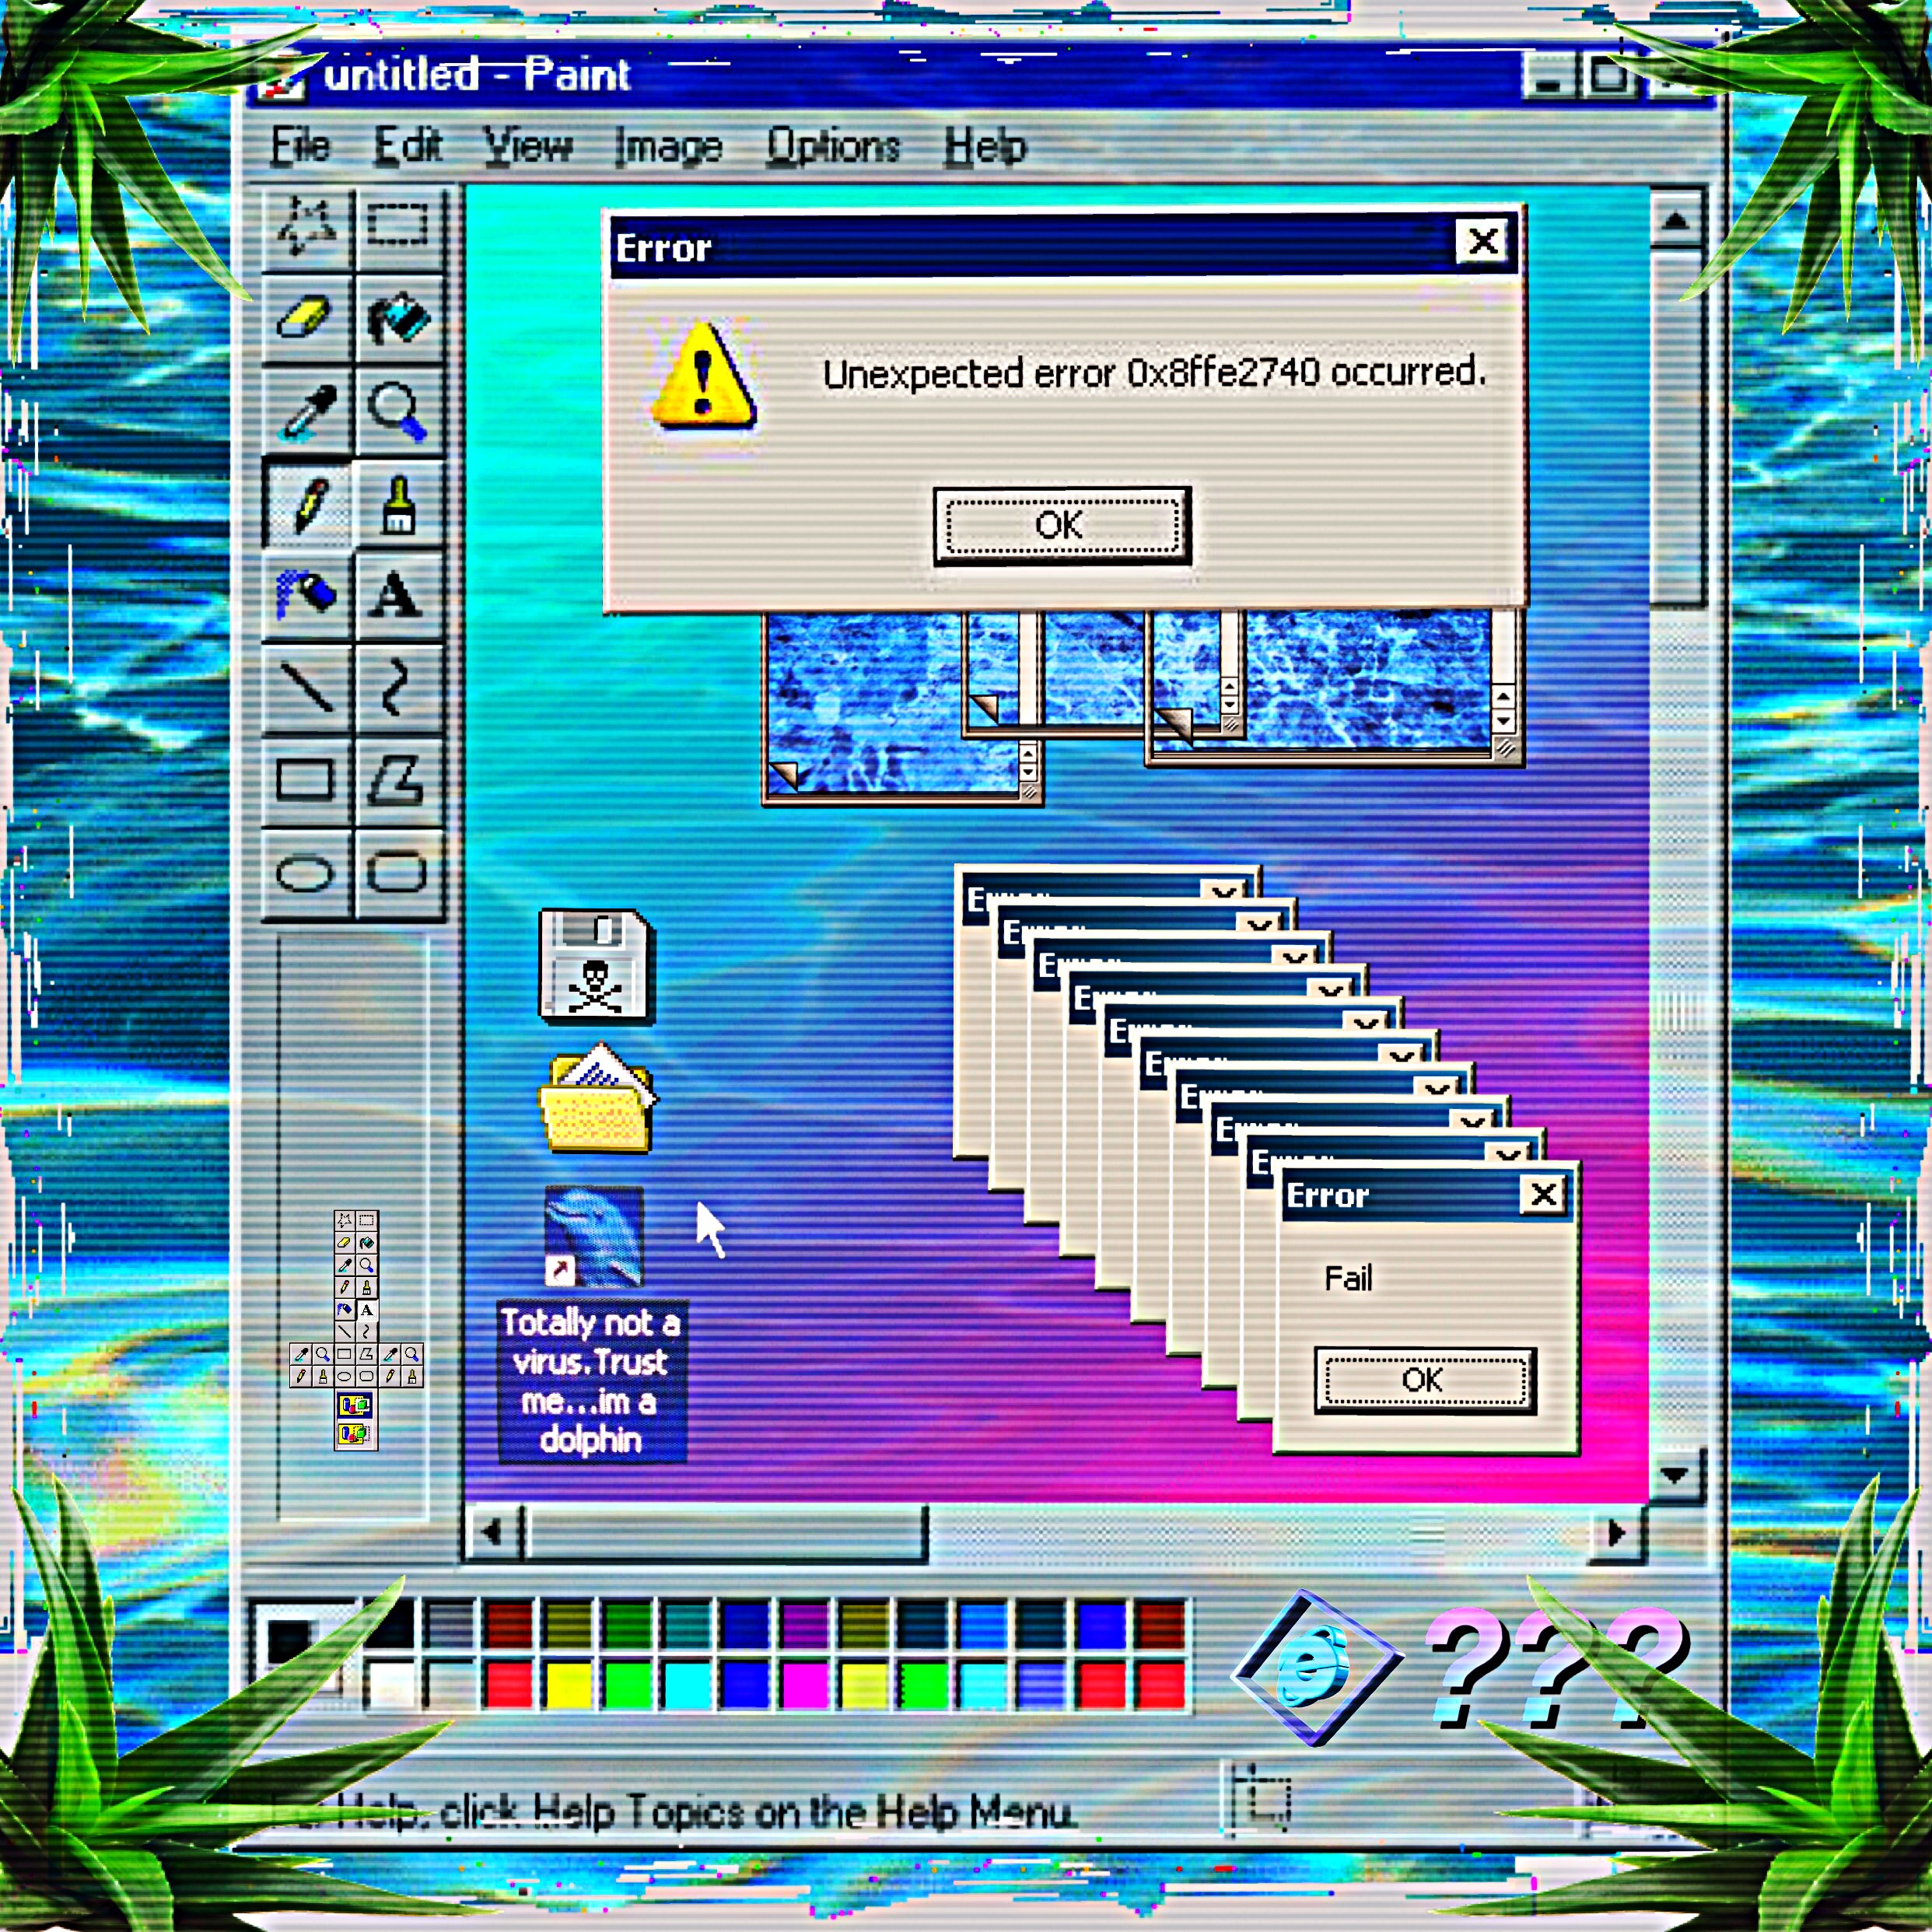 untitled - Paint
File Edit View Image Options Help
Error
Unexpected error 0x8ffe2740 occurred.
OK
A
Error
Fail
OK
Totally not a
virus.Trust
me...im a
dolphin
e
???
Help, click Help Topics on the Help Menu.